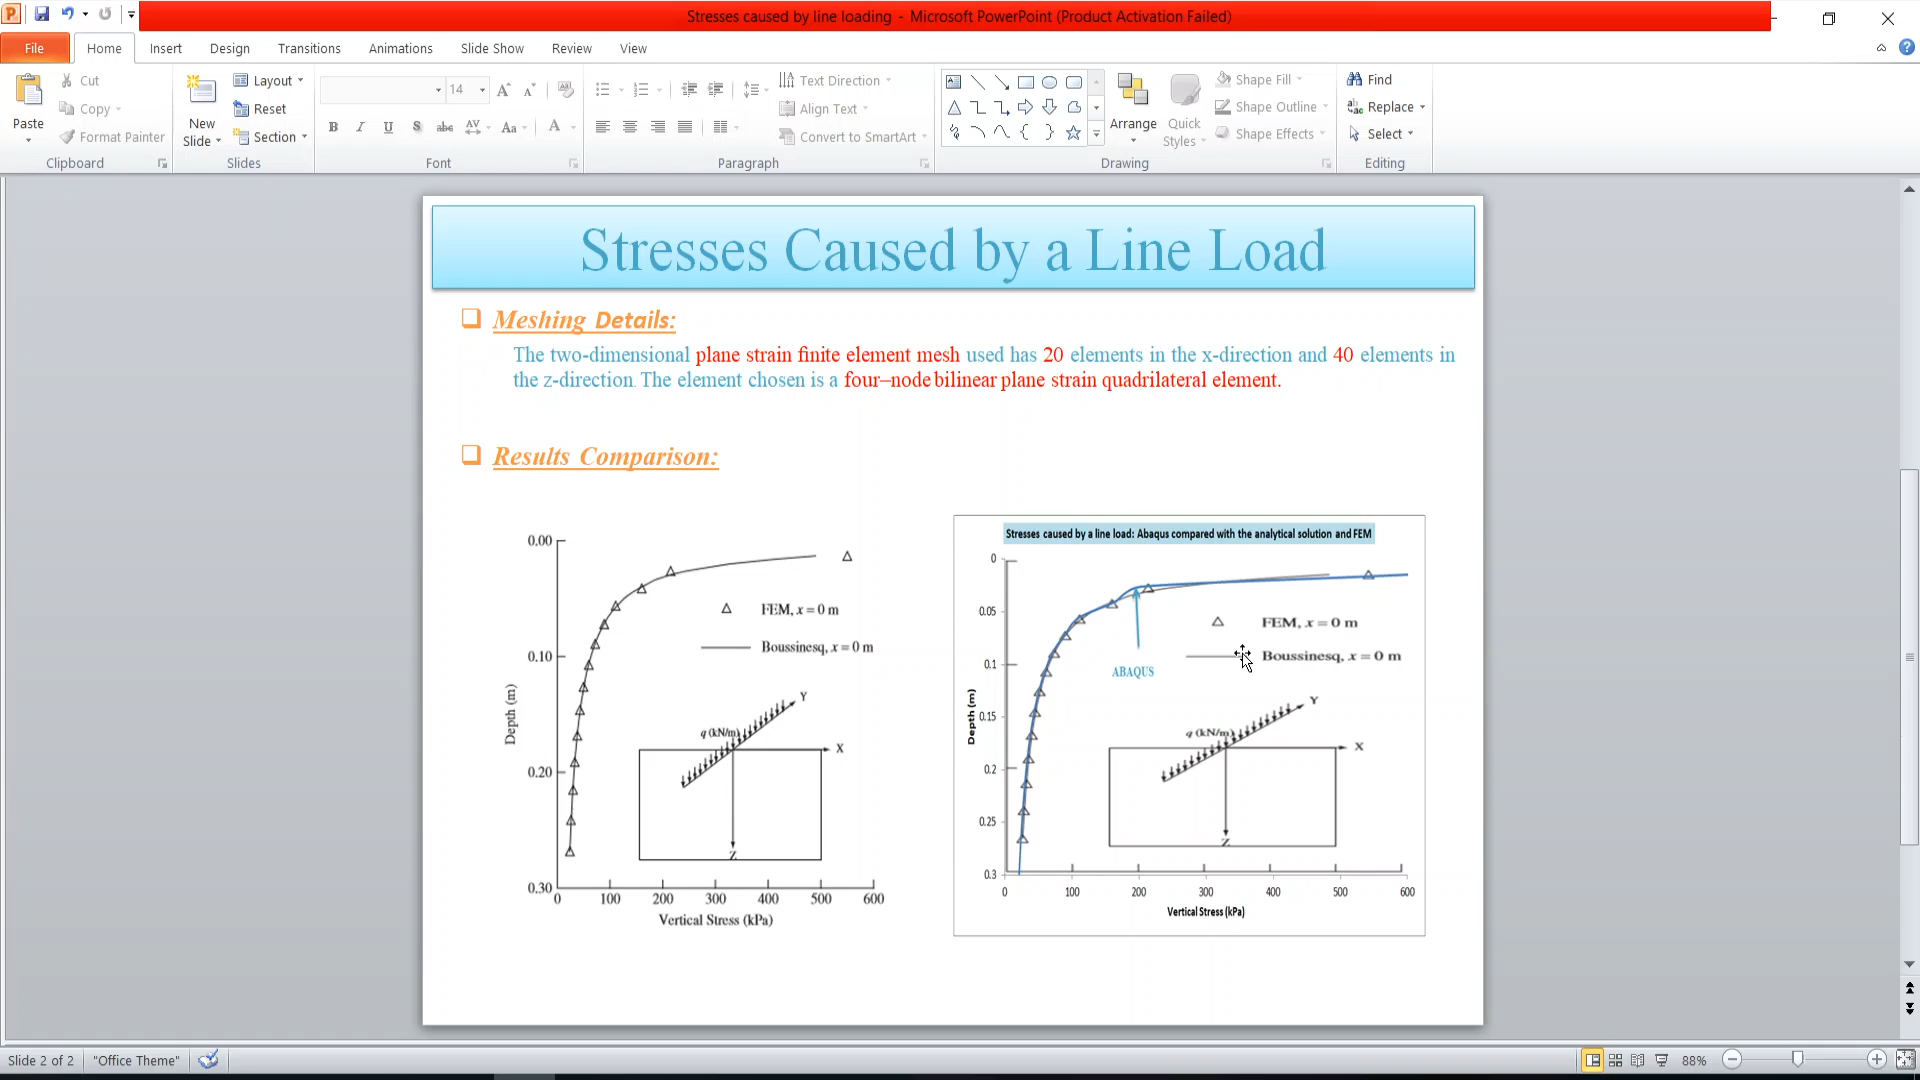 Stresses caused by line loading - Microsoft PowerPoint (Product Activation Failed)
File Home Insert Design Transitions Animations Slide Show Review View
Paste
Cut
Copy
Format Painter
Clipboard
New Slide
Layout
Reset
Section
Slides
14
B I U S abc AV Aa A
Font
Text Direction
Align Text
Convert to SmartArt
Paragraph
Arrange
Quick Styles
Shape Fill
Shape Outline
Shape Effects
Drawing
Find
Replace
Select
Editing
Stresses Caused by a Line Load
Meshing Details:
The two-dimensional plane strain finite element mesh used has 20 elements in the x-direction and 40 elements in
the z-direction. The element chosen is a four–node bilinear plane strain quadrilateral element.
Results Comparison:
0.00
0.10
0.20
0.30
Depth (m)
FEM, x = 0 m
Boussinesq, x = 0 m
Y
q (kN/m)
X
Z
0 100 200 300 400 500 600
Vertical Stress (kPa)
Stresses caused by a line load: Abaqus compared with the analytical solution and FEM
0
0.05
0.1
0.15
0.2
0.25
0.3
Depth (m)
FEM, x = 0 m
Boussinesq, x = 0 m
ABAQUS
Y
q (kN/m)
X
Z
0 100 200 300 400 500 600
Vertical Stress (kPa)
Slide 2 of 2 "Office Theme" 88%